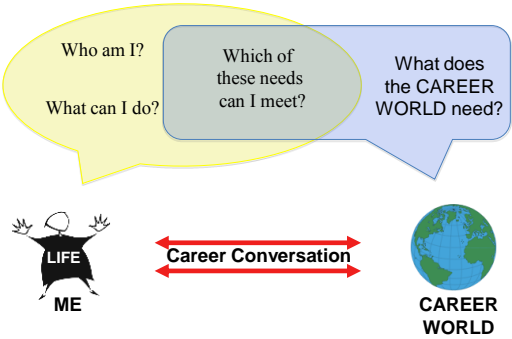 Who am I?
What can I do?
Which of
these needs
can I meet?
What does
the CAREER
WORLD need?
LIFE
ME
Career Conversation
CAREER
WORLD